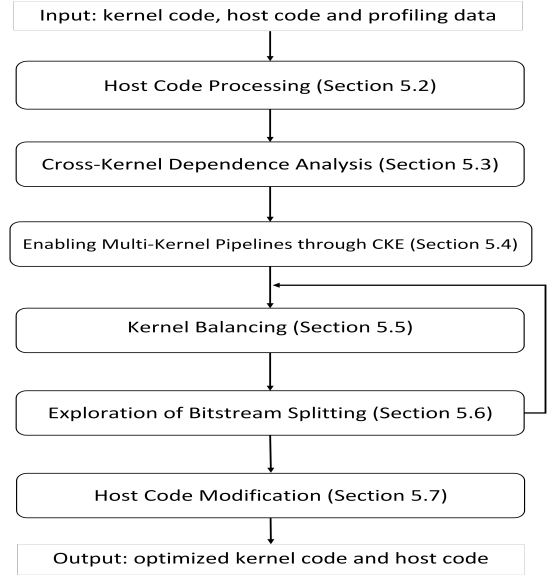 Input: kernel code, host code and profiling data
Host Code Processing (Section 5.2)
Cross-Kernel Dependence Analysis (Section 5.3)
Enabling Multi-Kernel Pipelines through CKE (Section 5.4)
Kernel Balancing (Section 5.5)
Exploration of Bitstream Splitting (Section 5.6)
Host Code Modification (Section 5.7)
Output: optimized kernel code and host code